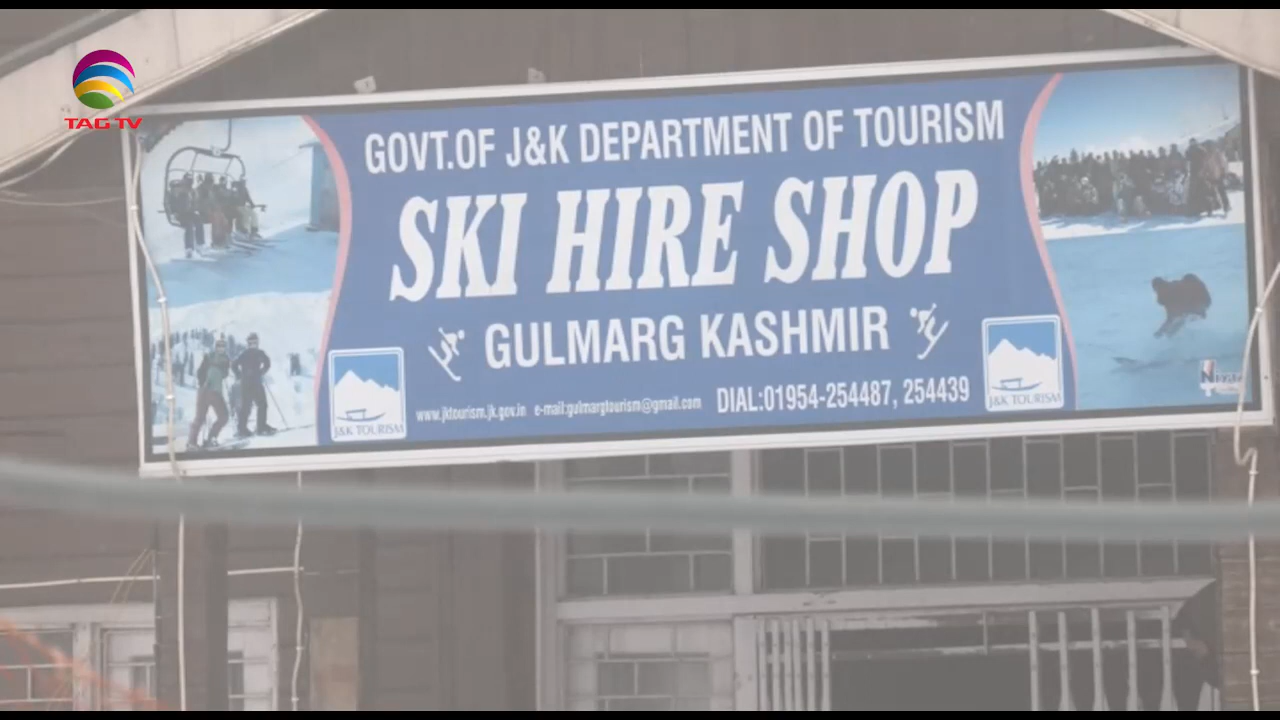 TAG TV
GOVT.OF J&K DEPARTMENT OF TOURISM
SKI HIRE SHOP
GULMARG KASHMIR
www.jktourism.jk.gov.in e-mail:gulmargtourism@gmail.com DIAL:01954-254487, 254439
J&K TOURISM
J&K TOURISM